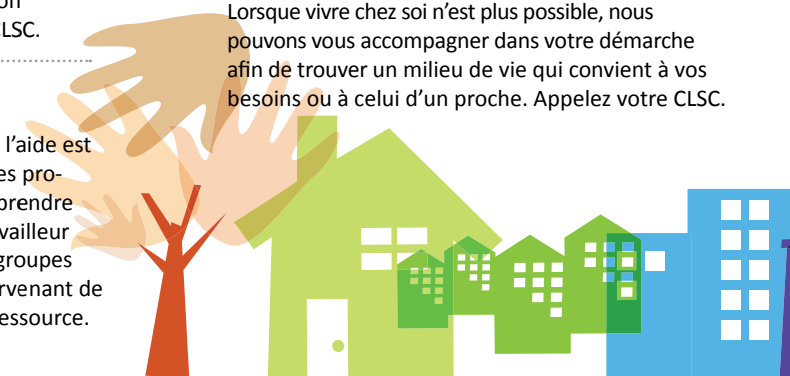 on
CLSC.
l'aide est
es pro-
prendre
vailleur
groupes
rvenant de
essource.
Lorsque vivre chez soi n'est plus possible, nous
pouvons vous accompagner dans votre démarche
afin de trouver un milieu de vie qui convient à vos
besoins ou à celui d'un proche. Appelez votre CLSC.